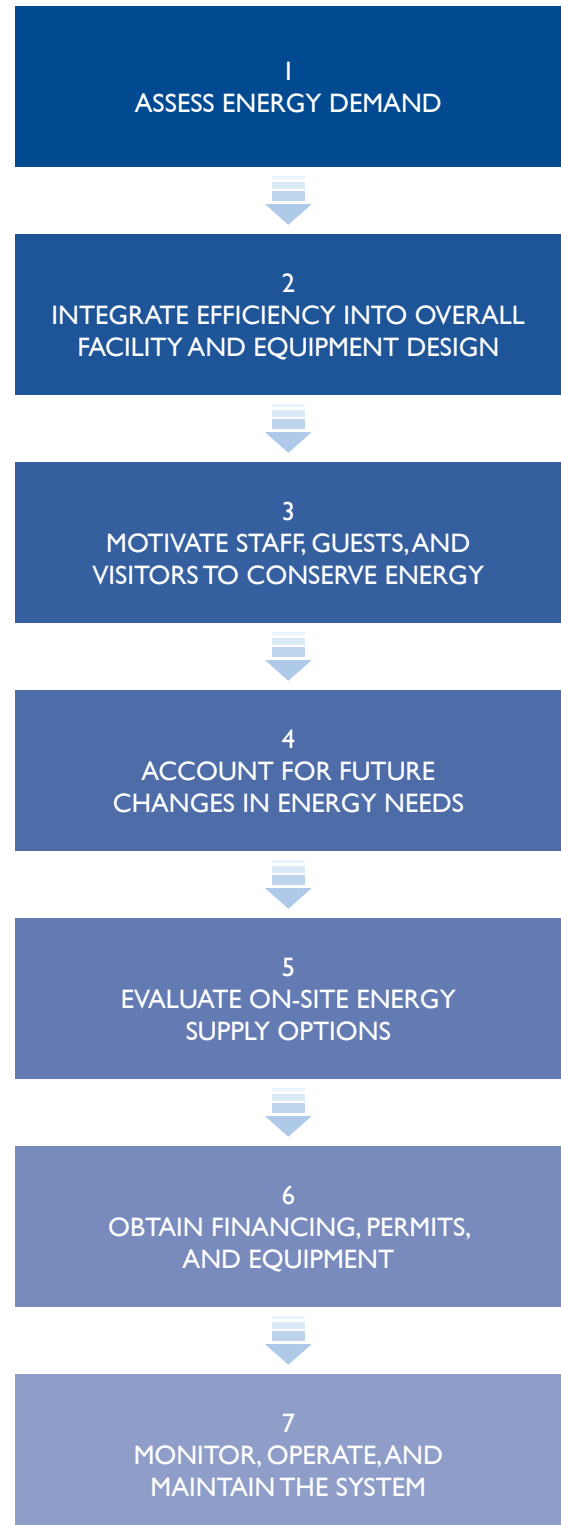 1
ASSESS ENERGY DEMAND
2
INTEGRATE EFFICIENCY INTO OVERALL
FACILITY AND EQUIPMENT DESIGN
3
MOTIVATE STAFF, GUESTS, AND
VISITORS TO CONSERVE ENERGY
4
ACCOUNT FOR FUTURE
CHANGES IN ENERGY NEEDS
5
EVALUATE ON-SITE ENERGY
SUPPLY OPTIONS
6
OBTAIN FINANCING, PERMITS,
AND EQUIPMENT
7
MONITOR, OPERATE, AND
MAINTAIN THE SYSTEM